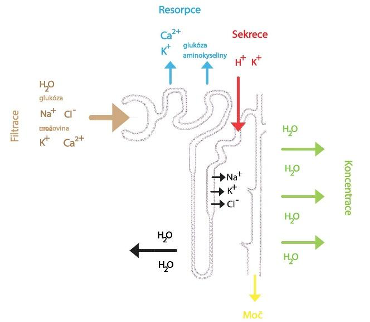 Resorpce
Ca2+
K+
glukóza
aminokyseliny
Sekrece
H+ K+
Filtrace
H2O
glukóza
Na+ Cl-
močovina
K+ Ca2+
Na+
K+
Cl-
H2O
H2O
H2O
H2O
H2O
H2O
Koncentrace
Moč